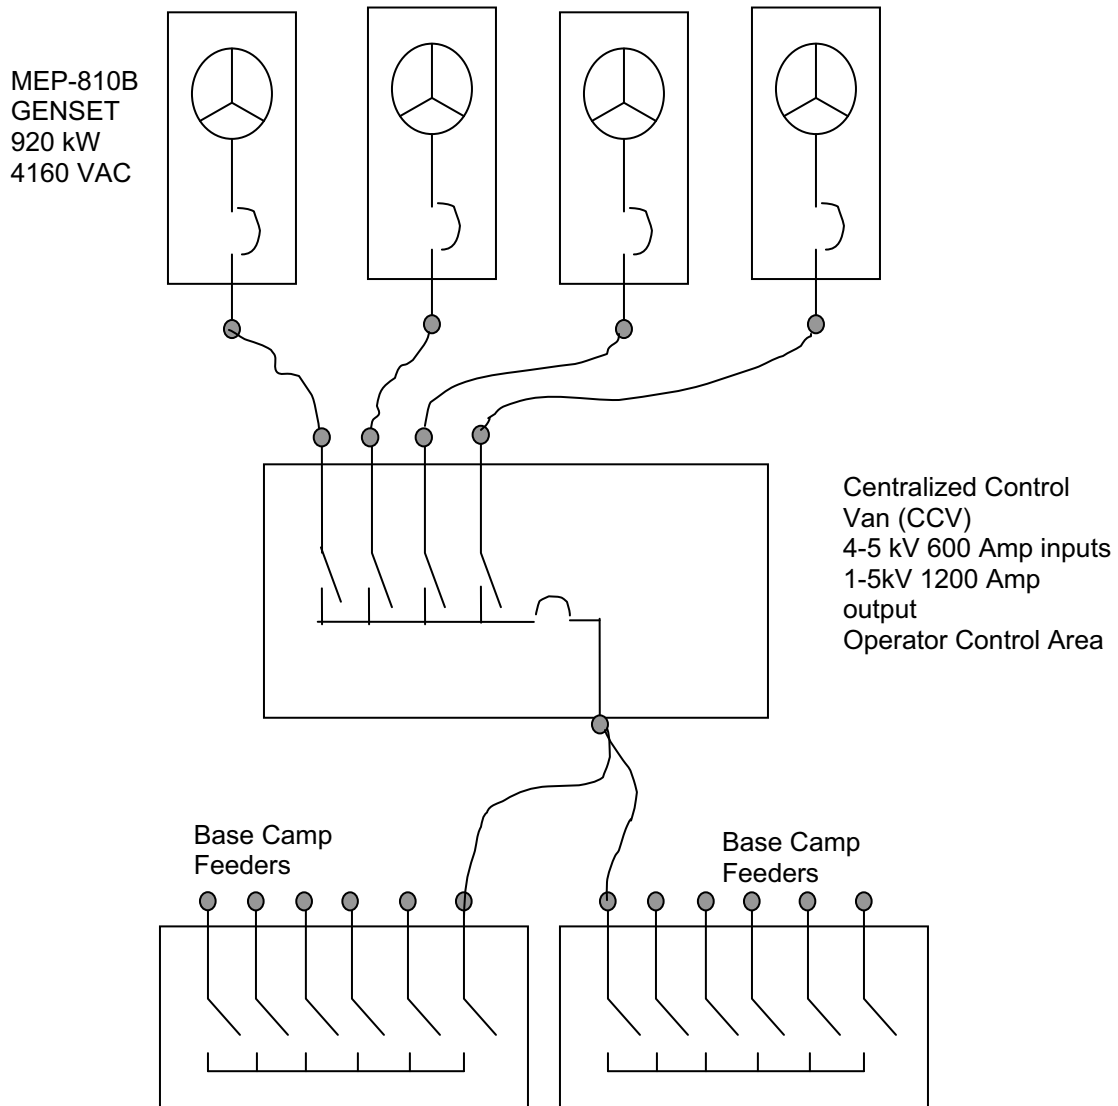 MEP-810B
GENSET
920 kW
4160 VAC
Centralized Control
Van (CCV)
4-5 kV 600 Amp inputs
1-5kV 1200 Amp
output
Operator Control Area
Base Camp
Feeders
Base Camp
Feeders